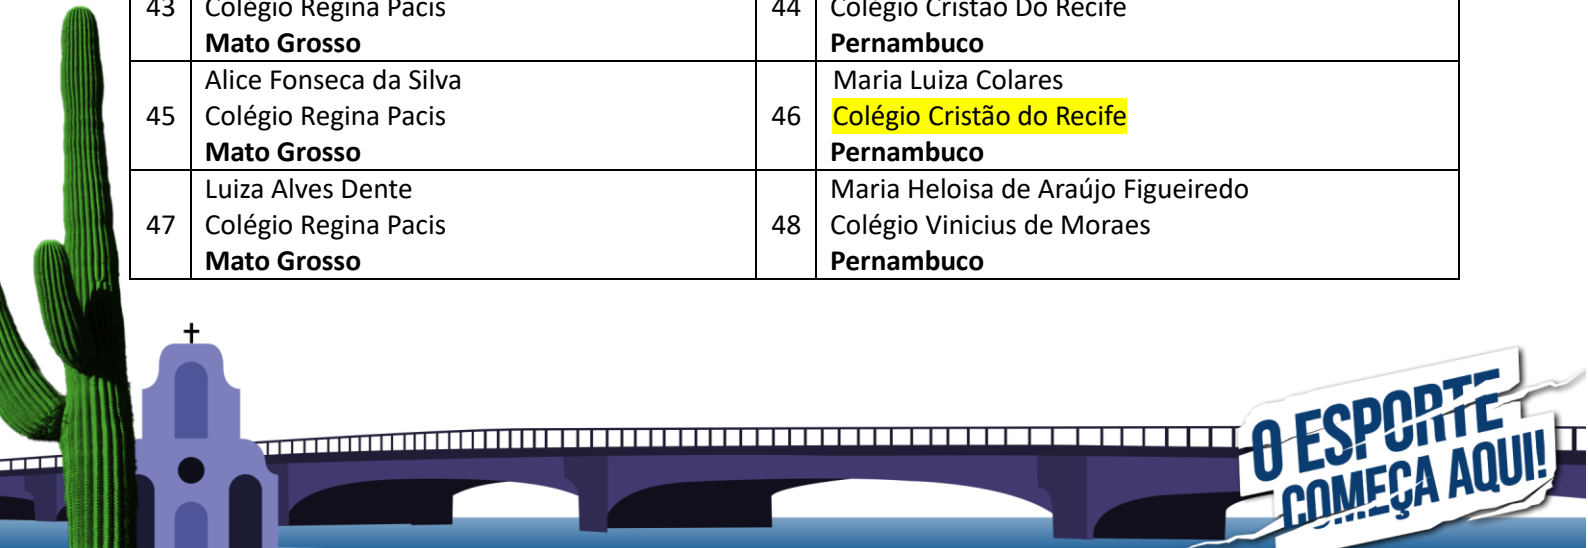 43
Colégio Regina Pacis
Mato Grosso
44
Colégio Cristão Do Recife
Pernambuco
45
Alice Fonseca da Silva
Colégio Regina Pacis
Mato Grosso
46
Maria Luiza Colares
Colégio Cristão do Recife
Pernambuco
47
Luiza Alves Dente
Colégio Regina Pacis
Mato Grosso
48
Maria Heloisa de Araújo Figueiredo
Colégio Vinicius de Moraes
Pernambuco
O ESPORTE
COMEÇA AQUI!